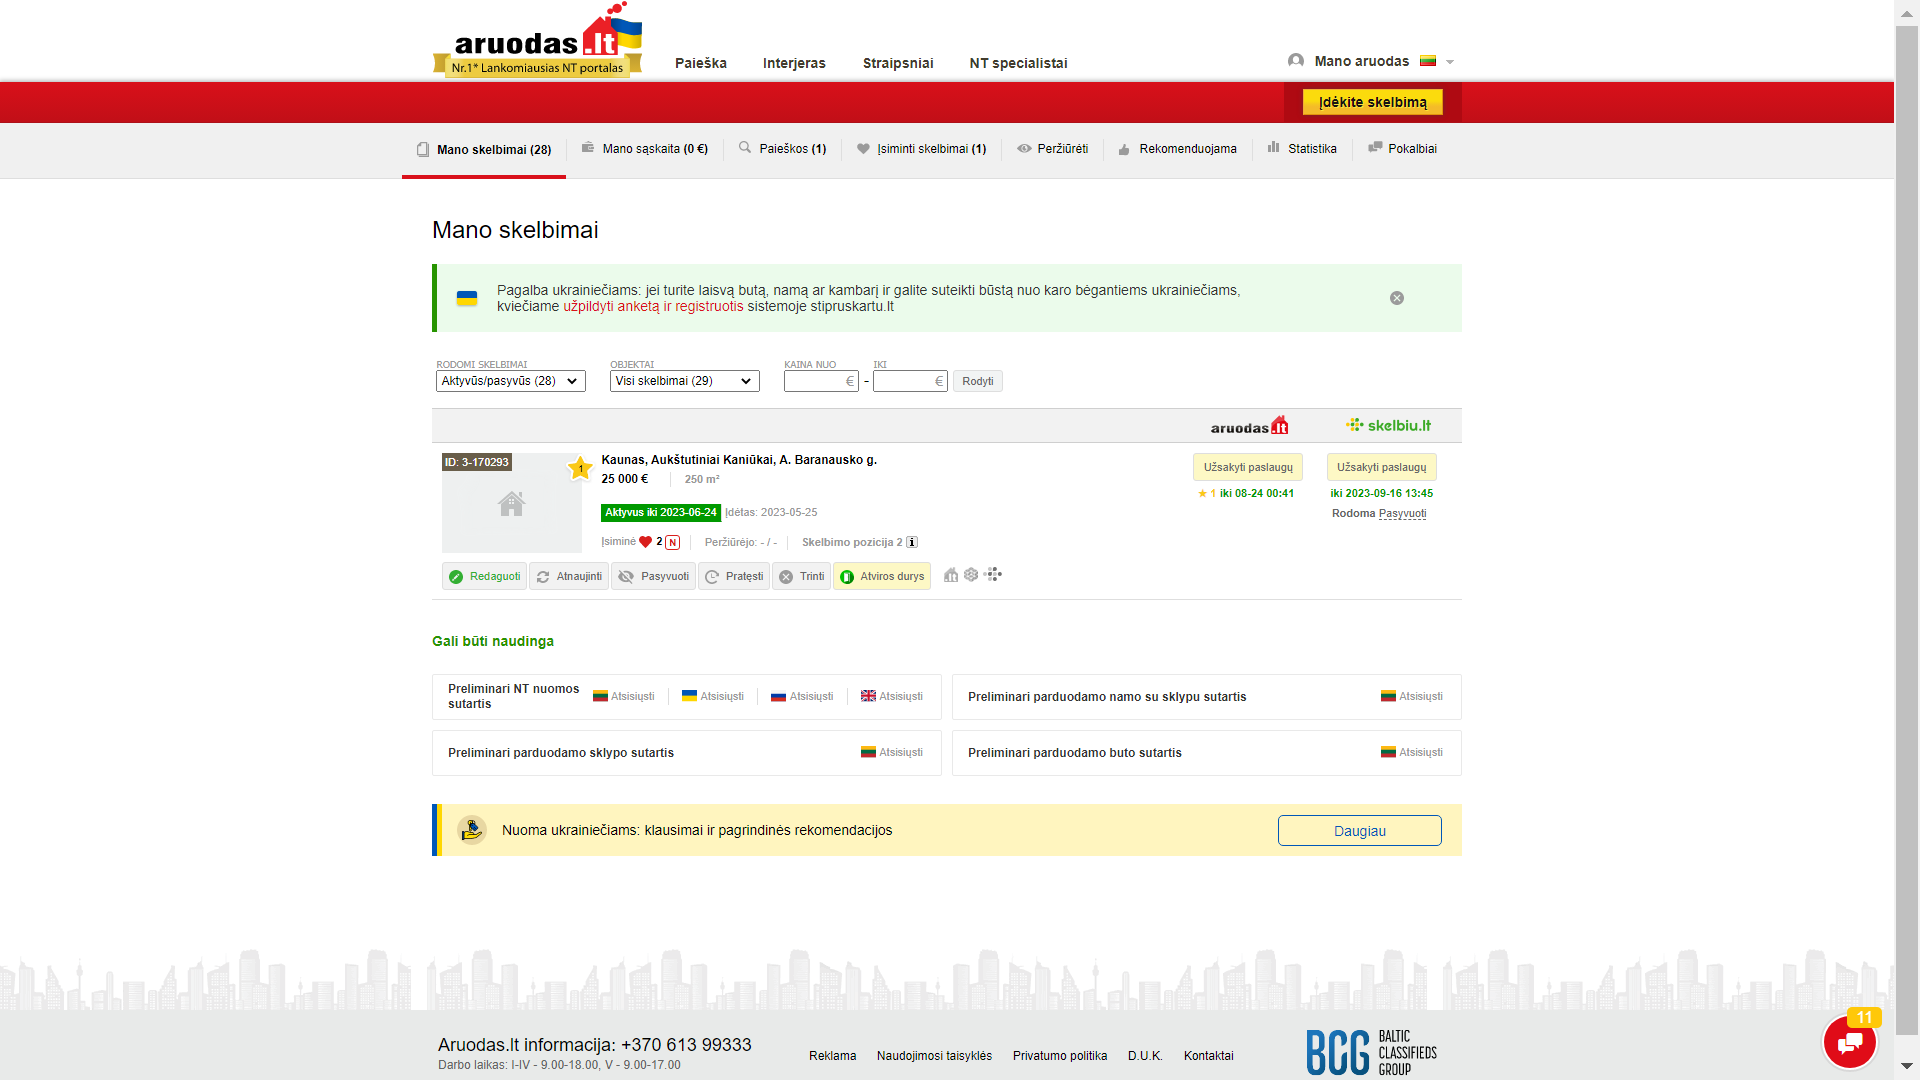 aruodas.lt
Nr.1* Lankomiausias NT portalas
Paieška
Interjeras
Straipsniai
NT specialistai
Mano aruodas
Įdėkite skelbimą
Mano skelbimai (28)
Mano sąskaita (0 €)
Paieškos (1)
Įsiminti skelbimai (1)
Peržiūrėti
Rekomenduojama
Statistika
Pokalbiai
Mano skelbimai
Pagalba ukrainiečiams: jei turite laisvą butą, namą ar kambarį ir galite suteikti būstą nuo karo bėgantiems ukrainiečiams,
kviečiame užpildyti anketą ir registruotis sistemoje stipruskartu.lt
RODOMI SKELBIMAI
OBJEKTAI
KAINA NUO
IKI
Aktyvūs/pasyvūs (28)
Visi skelbimai (29)
€ - €
Rodyti
aruodas.lt
skelbiu.lt
ID: 3-170293
1
Kaunas, Aukštutiniai Kaniūkai, A. Baranausko g.
25 000 €
250 m²
Aktyvus iki 2023-06-24
Įdėtas: 2023-05-25
Įsiminė 2 N
Peržiūrėjo: - / -
Skelbimo pozicija 2 i
Užsakyti paslaugų
★ 1 iki 08-24 00:41
Užsakyti paslaugų
iki 2023-09-16 13:45
Rodoma Pasyvuoti
Redaguoti
Atnaujinti
Pasyvuoti
Pratęsti
Trinti
Atviros durys
Gali būti naudinga
Preliminari NT nuomos
sutartis
Atsisiųsti
Atsisiųsti
Atsisiųsti
Atsisiųsti
Preliminari parduodamo namo su sklypu sutartis
Atsisiųsti
Preliminari parduodamo sklypo sutartis
Atsisiųsti
Preliminari parduodamo buto sutartis
Atsisiųsti
Nuoma ukrainiečiams: klausimai ir pagrindinės rekomendacijos
Daugiau
11
Aruodas.lt informacija: +370 613 99333
Darbo laikas: I-IV - 9.00-18.00, V - 9.00-17.00
Reklama
Naudojimosi taisyklės
Privatumo politika
D.U.K.
Kontaktai
BCG
BALTIC
CLASSIFIEDS
GROUP